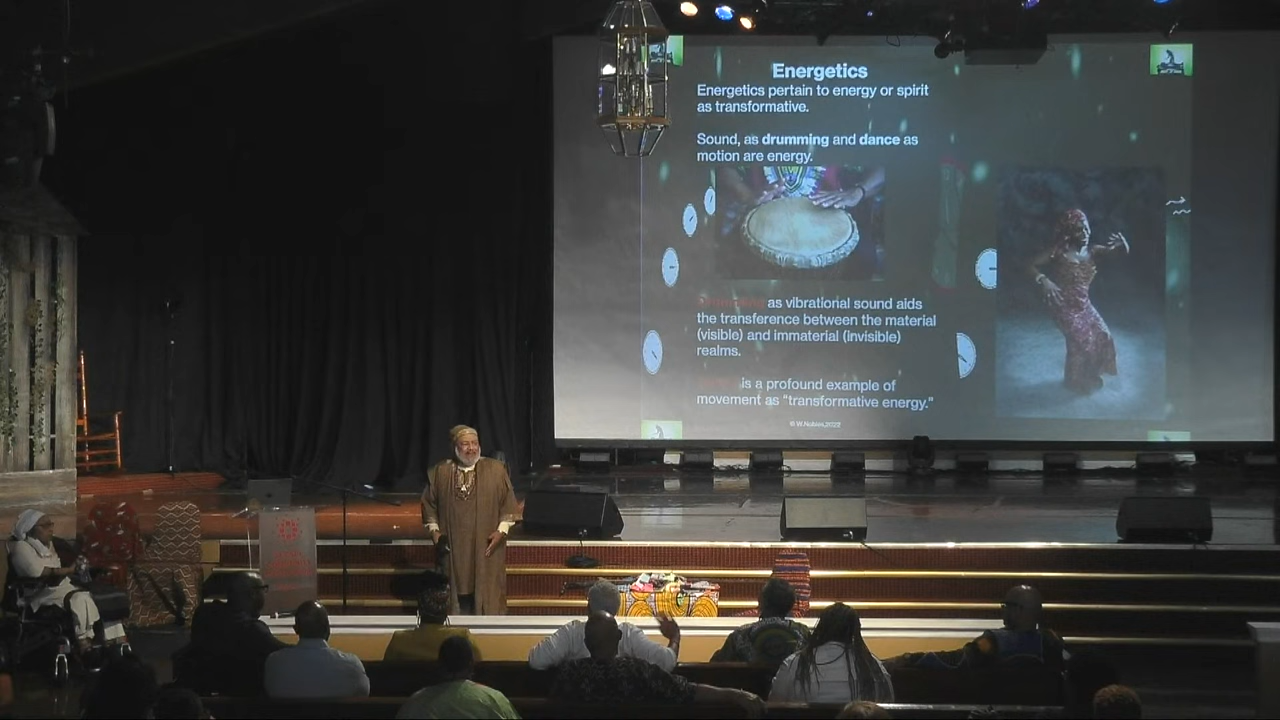 Energetics
Energetics pertain to energy or spirit
as transformative.
Sound, as drumming and dance as
motion are energy.
as vibrational sound aids
the transference between the material
(visible) and immaterial (invisible)
realms.
is a profound example of
movement as "transformative energy."